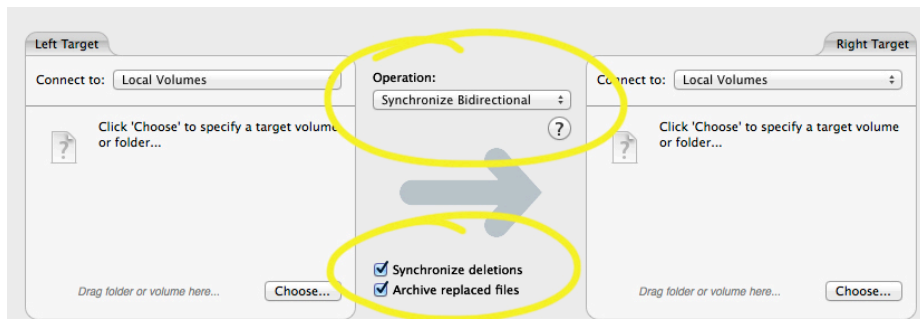 Left Target
Right Target
Connect to: Local Volumes
Operation:
Synchronize Bidirectional
?
Connect to: Local Volumes
?
Click 'Choose' to specify a target volume
or folder...
?
Click 'Choose' to specify a target volume
or folder...
Synchronize deletions
Archive replaced files
Drag folder or volume here...
Choose...
Drag folder or volume here...
Choose...